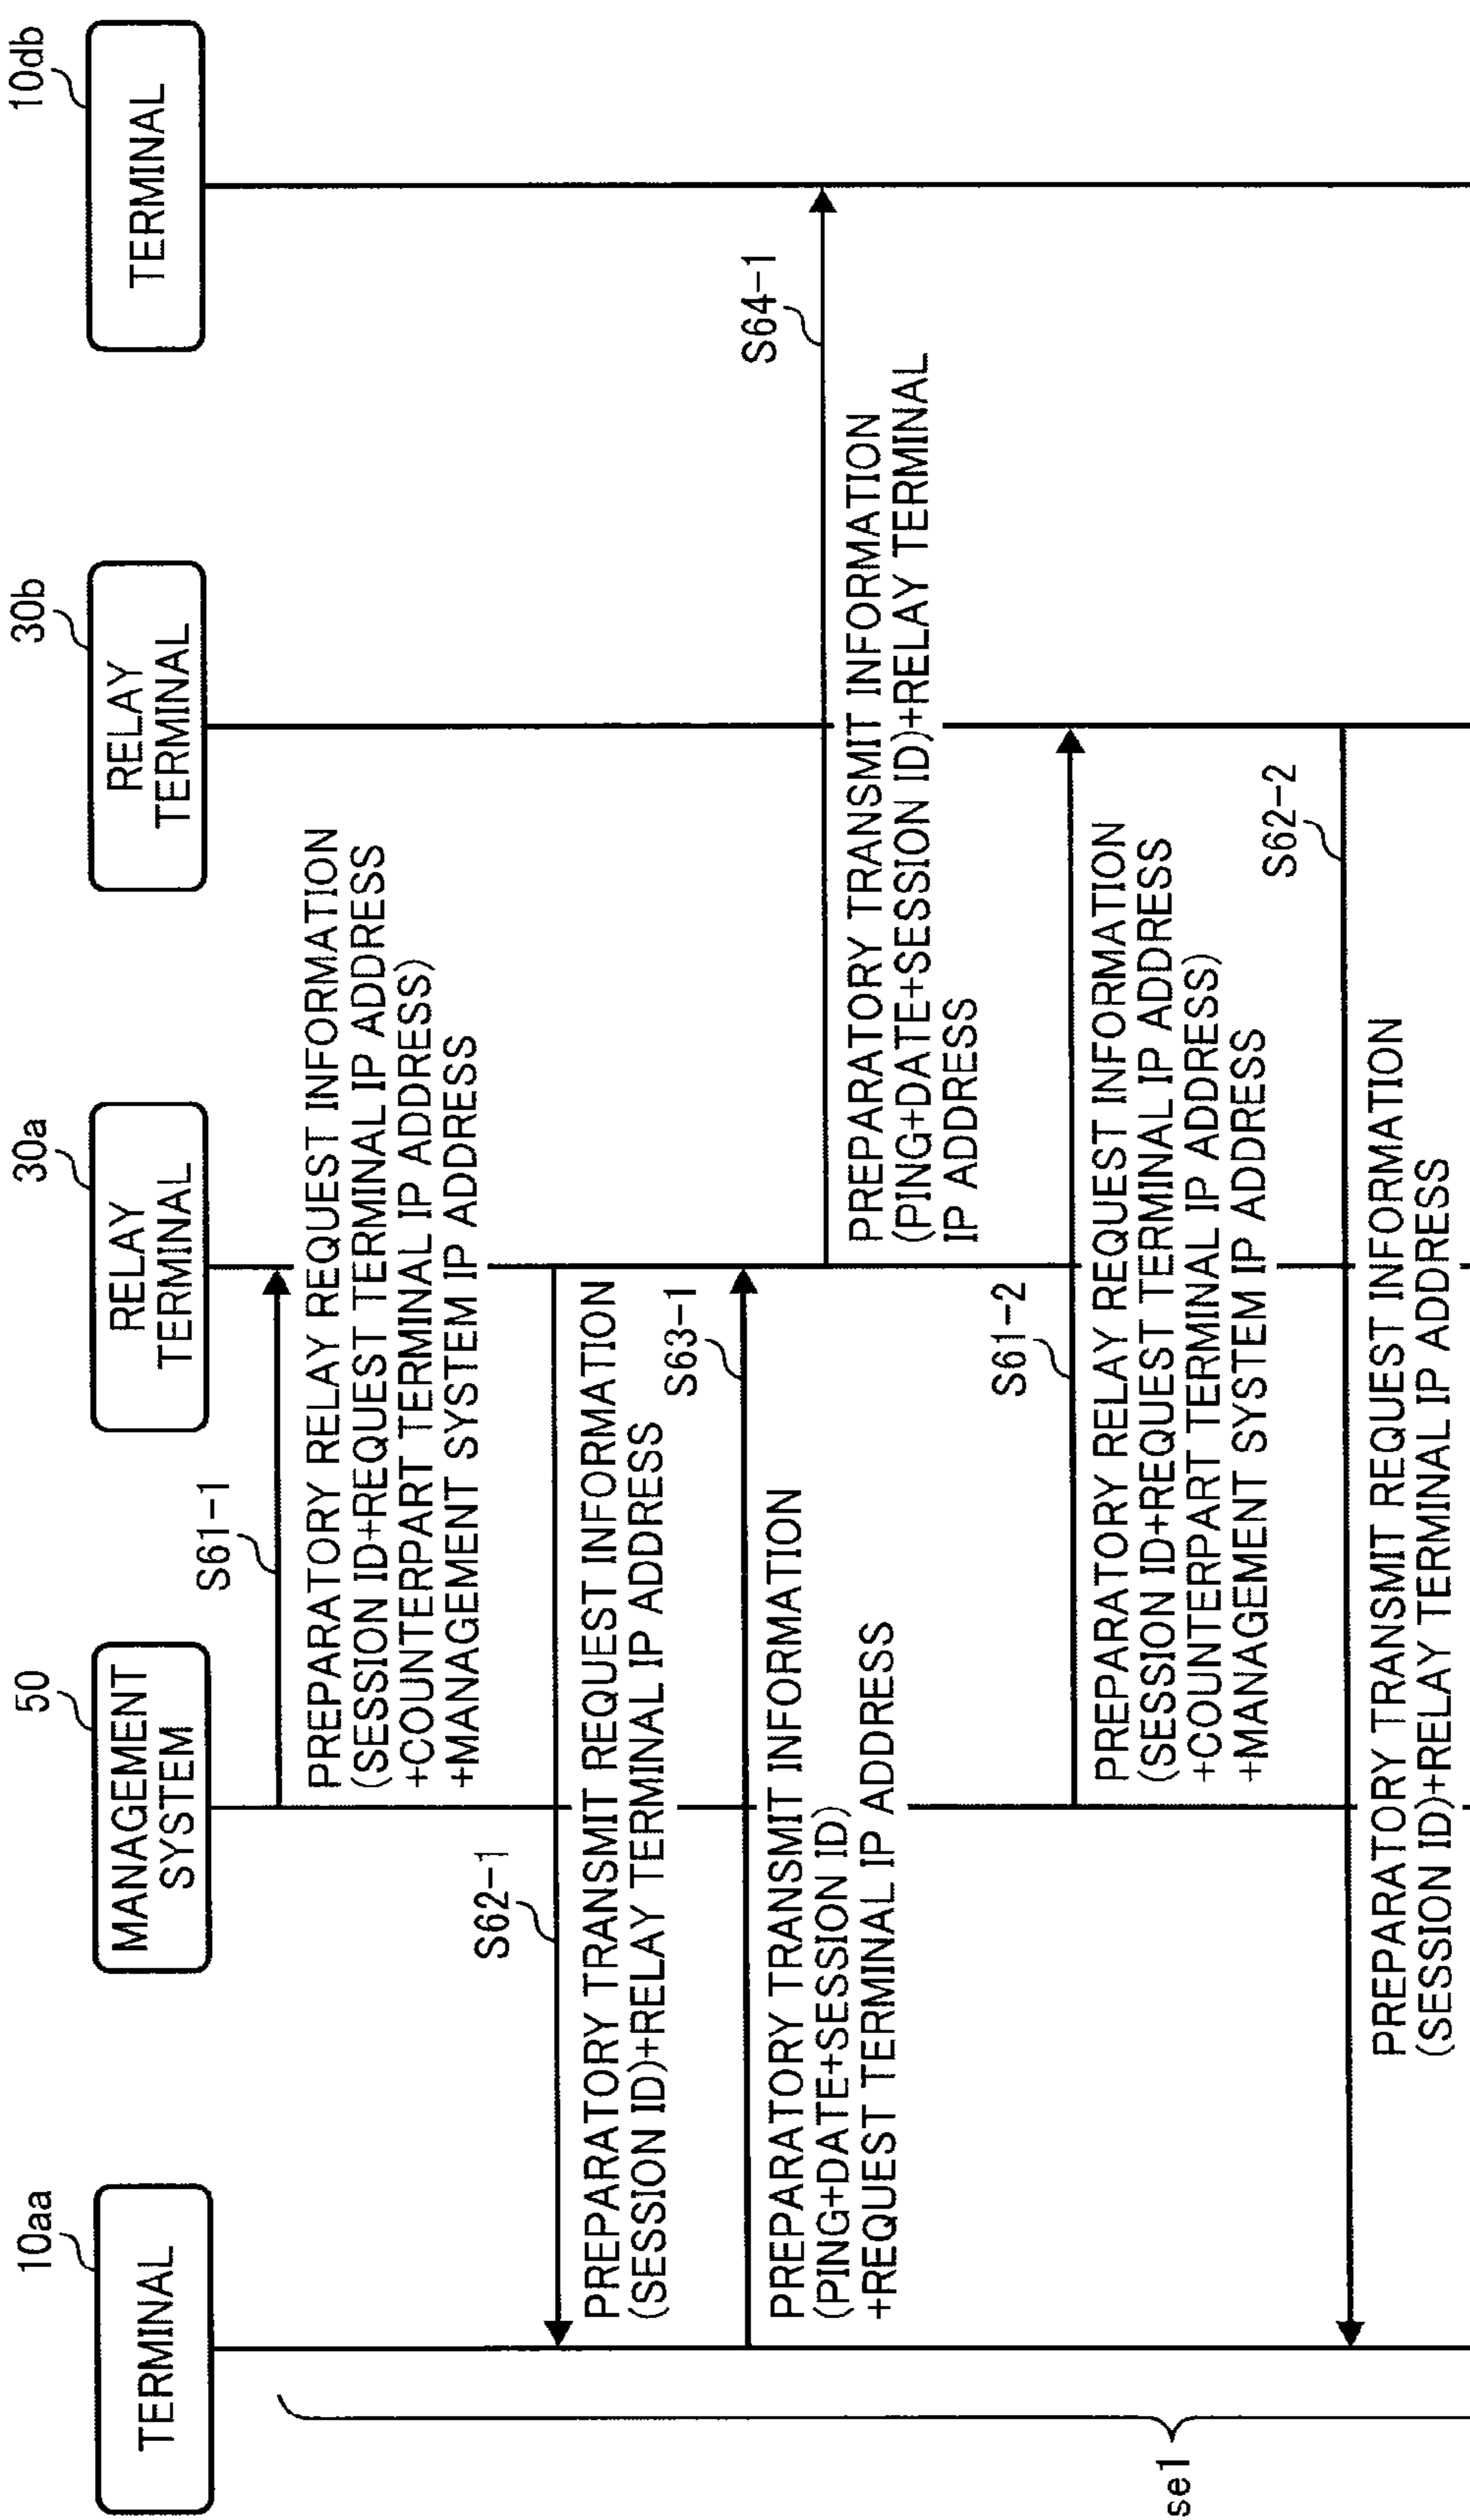 10aa
TERMINAL
50
MANAGEMENT
SYSTEM
30a
RELAY
TERMINAL
30b
RELAY
TERMINAL
10db
TERMINAL
S61-1
PREPARATORY RELAY REQUEST INFORMATION
(SESSION ID+REQUEST TERMINAL IP ADDRESS
+COUNTERPART TERMINAL IP ADDRESS)
+MANAGEMENT SYSTEM IP ADDRESS
S62-1
PREPARATORY TRANSMIT REQUEST INFORMATION
(SESSION ID)+RELAY TERMINAL IP ADDRESS
S63-1
PREPARATORY TRANSMIT INFORMATION
(PING+DATE+SESSION ID)
+REQUEST TERMINAL IP ADDRESS
S64-1
PREPARATORY TRANSMIT INFORMATION
(PING+DATE+SESSION ID)+RELAY TERMINAL
IP ADDRESS
S61-2
PREPARATORY RELAY REQUEST INFORMATION
(SESSION ID+REQUEST TERMINAL IP ADDRESS
+COUNTERPART TERMINAL IP ADDRESS)
+MANAGEMENT SYSTEM IP ADDRESS
S62-2
PREPARATORY TRANSMIT REQUEST INFORMATION
(SESSION ID)+RELAY TERMINAL IP ADDRESS
se1